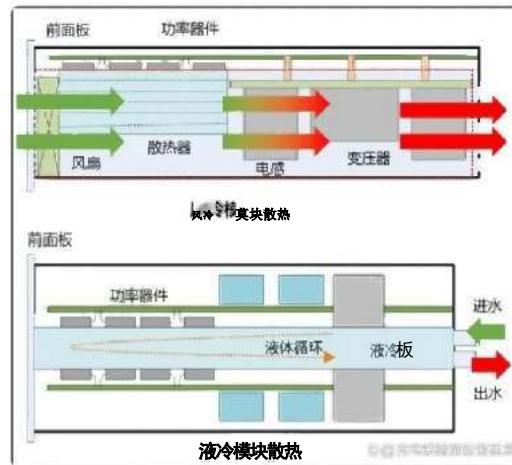 前面板
功率器件
风扇
散热器
电感
变压器
风冷模块散热
前面板
功率器件
进水
液体循环
液冷板
出水
液冷模块散热